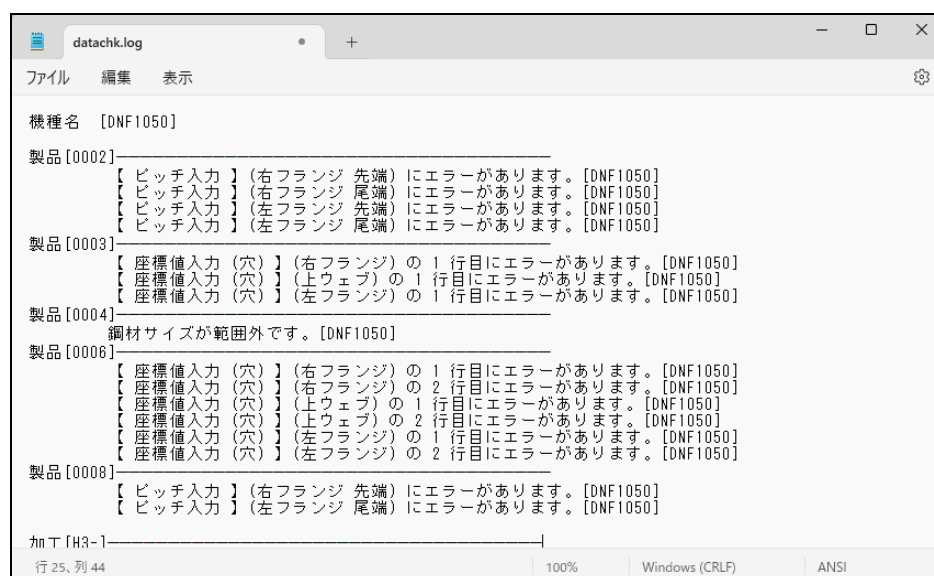 datachk.log
ファイル 編集 表示
機種名 [DNF1050]
製品[0002]
【 ピッチ入力 】(右フランジ 先端) にエラーがあります。[DNF1050]
【 ピッチ入力 】(右フランジ 尾端) にエラーがあります。[DNF1050]
【 ピッチ入力 】(左フランジ 先端) にエラーがあります。[DNF1050]
【 ピッチ入力 】(左フランジ 尾端) にエラーがあります。[DNF1050]
製品[0003]
【 座標値入力 (穴) 】(右フランジ) の 1 行目にエラーがあります。[DNF1050]
【 座標値入力 (穴) 】(上ウェブ) の 1 行目にエラーがあります。[DNF1050]
【 座標値入力 (穴) 】(左フランジ) の 1 行目にエラーがあります。[DNF1050]
製品[0004]
鋼材サイズが範囲外です。[DNF1050]
製品[0006]
【 座標値入力 (穴) 】(右フランジ) の 1 行目にエラーがあります。[DNF1050]
【 座標値入力 (穴) 】(右フランジ) の 2 行目にエラーがあります。[DNF1050]
【 座標値入力 (穴) 】(上ウェブ) の 1 行目にエラーがあります。[DNF1050]
【 座標値入力 (穴) 】(上ウェブ) の 2 行目にエラーがあります。[DNF1050]
【 座標値入力 (穴) 】(左フランジ) の 1 行目にエラーがあります。[DNF1050]
【 座標値入力 (穴) 】(左フランジ) の 2 行目にエラーがあります。[DNF1050]
製品[0008]
【 ピッチ入力 】(右フランジ 先端) にエラーがあります。[DNF1050]
【 ピッチ入力 】(左フランジ 尾端) にエラーがあります。[DNF1050]
加工[H3-]
行 25、列 44 100% Windows (CRLF) ANSI